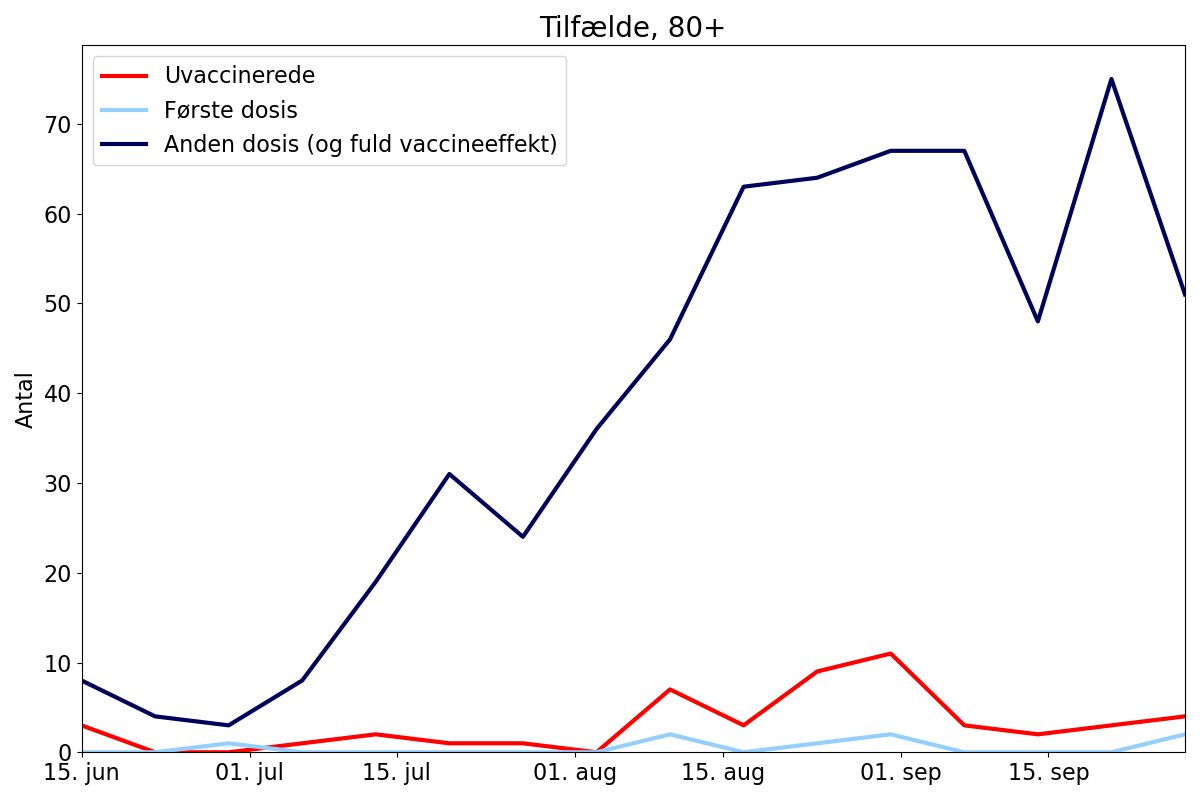 Tilfælde, 80+
Uvaccinerede
Første dosis
Anden dosis (og fuld vaccineeffekt)
Antal
70
60
50
40
30
20
10
0
15. jun
01. jul
15. jul
01. aug
15. aug
01. sep
15. sep